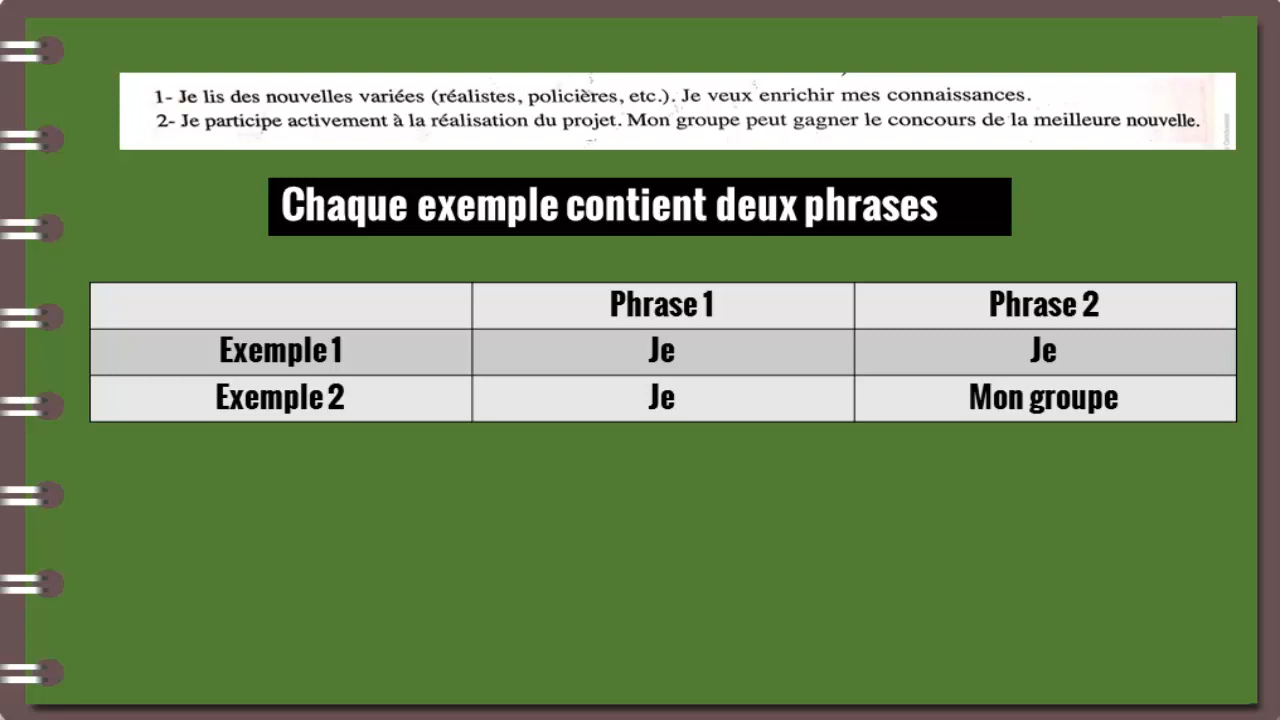 1- Je lis des nouvelles variées (réalistes, policières, etc.). Je veux enrichir mes connaissances.
2- Je participe activement à la réalisation du projet. Mon groupe peut gagner le concours de la meilleure nouvelle.
Chaque exemple contient deux phrases
Phrase 1 Phrase 2
Exemple 1 Je Je
Exemple 2 Je Mon groupe